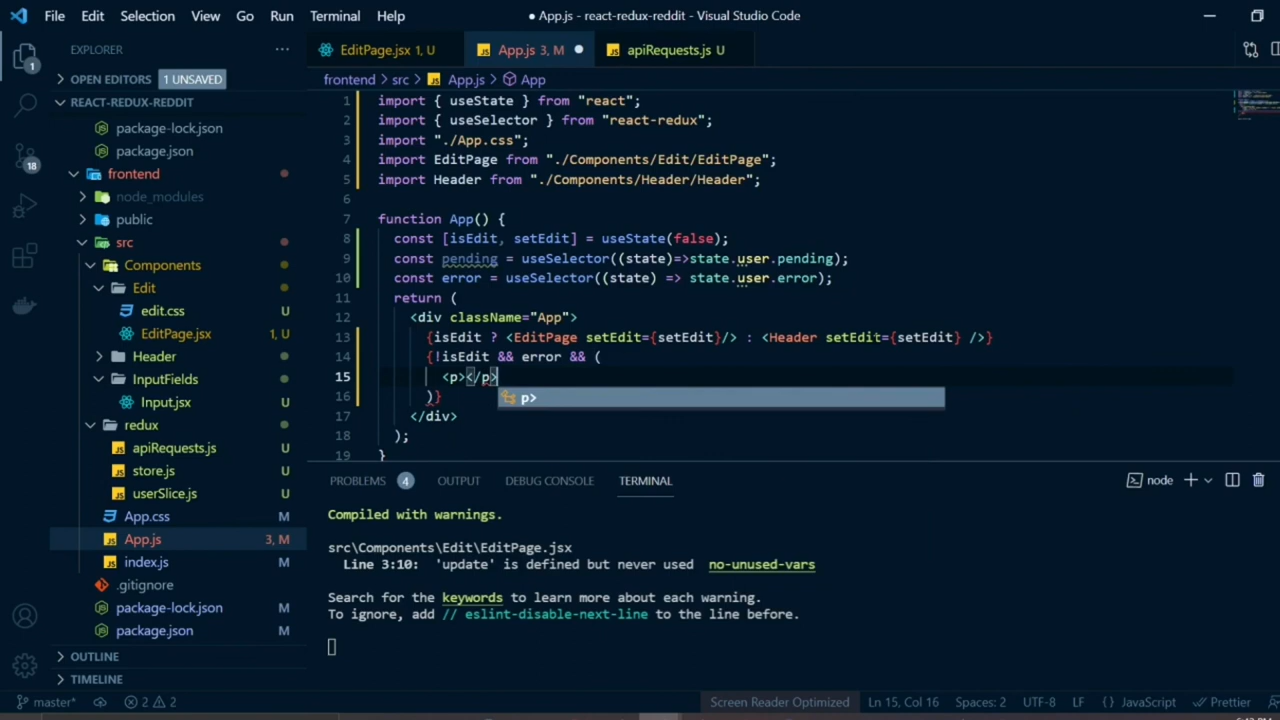 File Edit Selection View Go Run Terminal Help
● App.js - react-redux-reddit - Visual Studio Code
EXPLORER ...
EditPage.jsx 1, U
App.js 3, M
apiRequests.js U
OPEN EDITORS 1 UNSAVED
REACT-REDUX-REDDIT
package-lock.json
package.json
frontend
node_modules
public
src
Components
Edit
edit.css U
EditPage.jsx 1, U
Header
InputFields
Input.jsx U
redux
apiRequests.js U
store.js U
userSlice.js U
App.css M
App.js 3, M
index.js M
.gitignore
package-lock.json M
package.json M
OUTLINE
TIMELINE
1
18
frontend > src > App.js > App
1 import { useState } from "react";
2 import { useSelector } from "react-redux";
3 import "./App.css";
4 import EditPage from "./Components/Edit/EditPage";
5 import Header from "./Components/Header/Header";
6
7 function App() {
8 const [isEdit, setEdit] = useState(false);
9 const pending = useSelector((state)=>state.user.pending);
10 const error = useSelector((state) => state.user.error);
11 return (
12 <div className="App">
13 {isEdit ? <EditPage setEdit={setEdit}/> : <Header setEdit={setEdit} />}
14 {!isEdit && error && (
15 <p></p>
16 )}
p>
17 </div>
18 );
19 }
PROBLEMS 4 OUTPUT DEBUG CONSOLE TERMINAL
node
Compiled with warnings.
src\Components\Edit\EditPage.jsx
Line 3:10: 'update' is defined but never used no-unused-vars
Search for the keywords to learn more about each warning.
To ignore, add // eslint-disable-next-line to the line before.
master* 2 2
Screen Reader Optimized Ln 15, Col 16 Spaces: 2 UTF-8 LF {} JavaScript Prettier